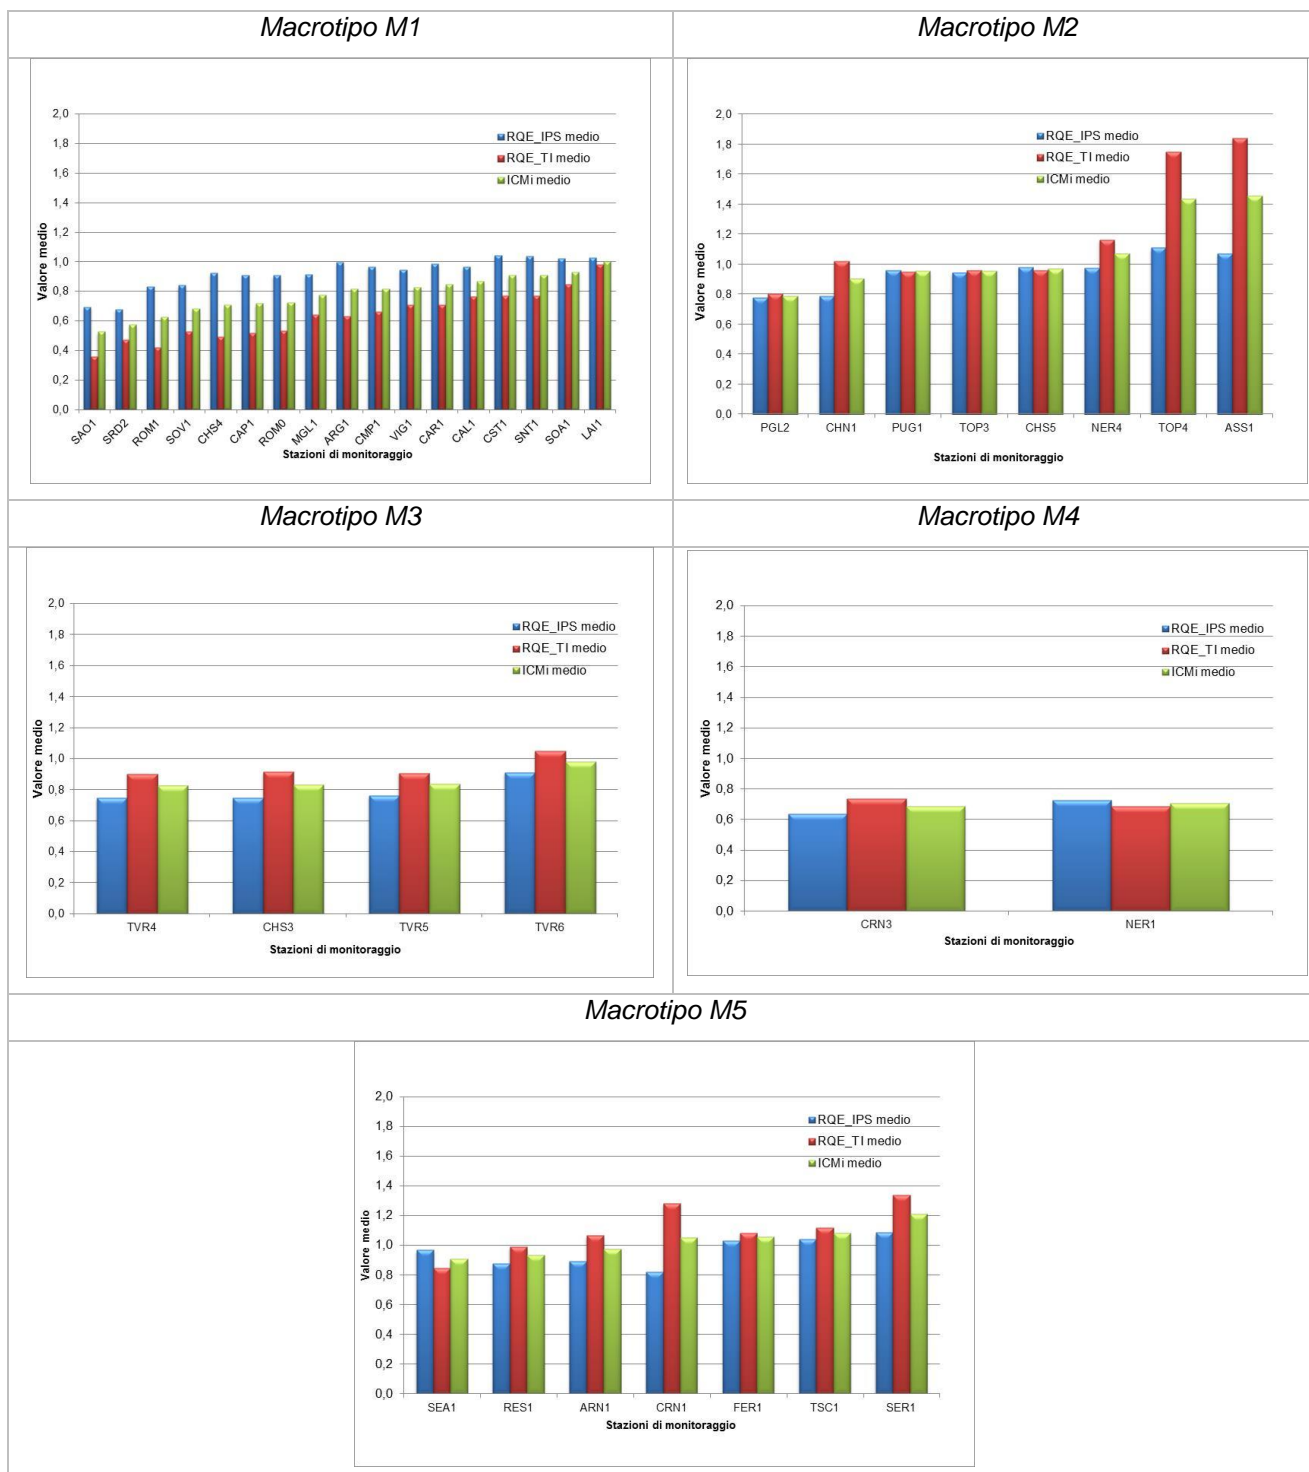 Macrotipo M1
2,0
1,8
1,6
1,4
1,2
1,0
0,8
0,6
0,4
0,2
0,0
Valore medio
RQE_IPS medio
RQE_TI medio
ICMi medio
SAO1 SRD2 ROM1 SOV1 CHS4 CAP1 ROM0 MGL1 ARG1 CMP1 VIG1 CAR1 CAL1 CST1 SNT1 SOA1 LAI1
Stazioni di monitoraggio
Macrotipo M2
2,0
1,8
1,6
1,4
1,2
1,0
0,8
0,6
0,4
0,2
0,0
Valore medio
RQE_IPS medio
RQE_TI medio
ICMi medio
PGL2 CHN1 PUG1 TOP3 CHS5 NER4 TOP4 ASS1
Stazioni di monitoraggio
Macrotipo M3
2,0
1,8
1,6
1,4
1,2
1,0
0,8
0,6
0,4
0,2
0,0
Valore medio
RQE_IPS medio
RQE_TI medio
ICMi medio
TVR4 CHS3 TVR5 TVR6
Stazioni di monitoraggio
Macrotipo M4
2,0
1,8
1,6
1,4
1,2
1,0
0,8
0,6
0,4
0,2
0,0
Valore medio
RQE_IPS medio
RQE_TI medio
ICMi medio
CRN3 NER1
Stazioni di monitoraggio
Macrotipo M5
2,0
1,8
1,6
1,4
1,2
1,0
0,8
0,6
0,4
0,2
0,0
Valore medio
RQE_IPS medio
RQE_TI medio
ICMi medio
SEA1 RES1 ARN1 CRN1 FER1 TSC1 SER1
Stazioni di monitoraggio